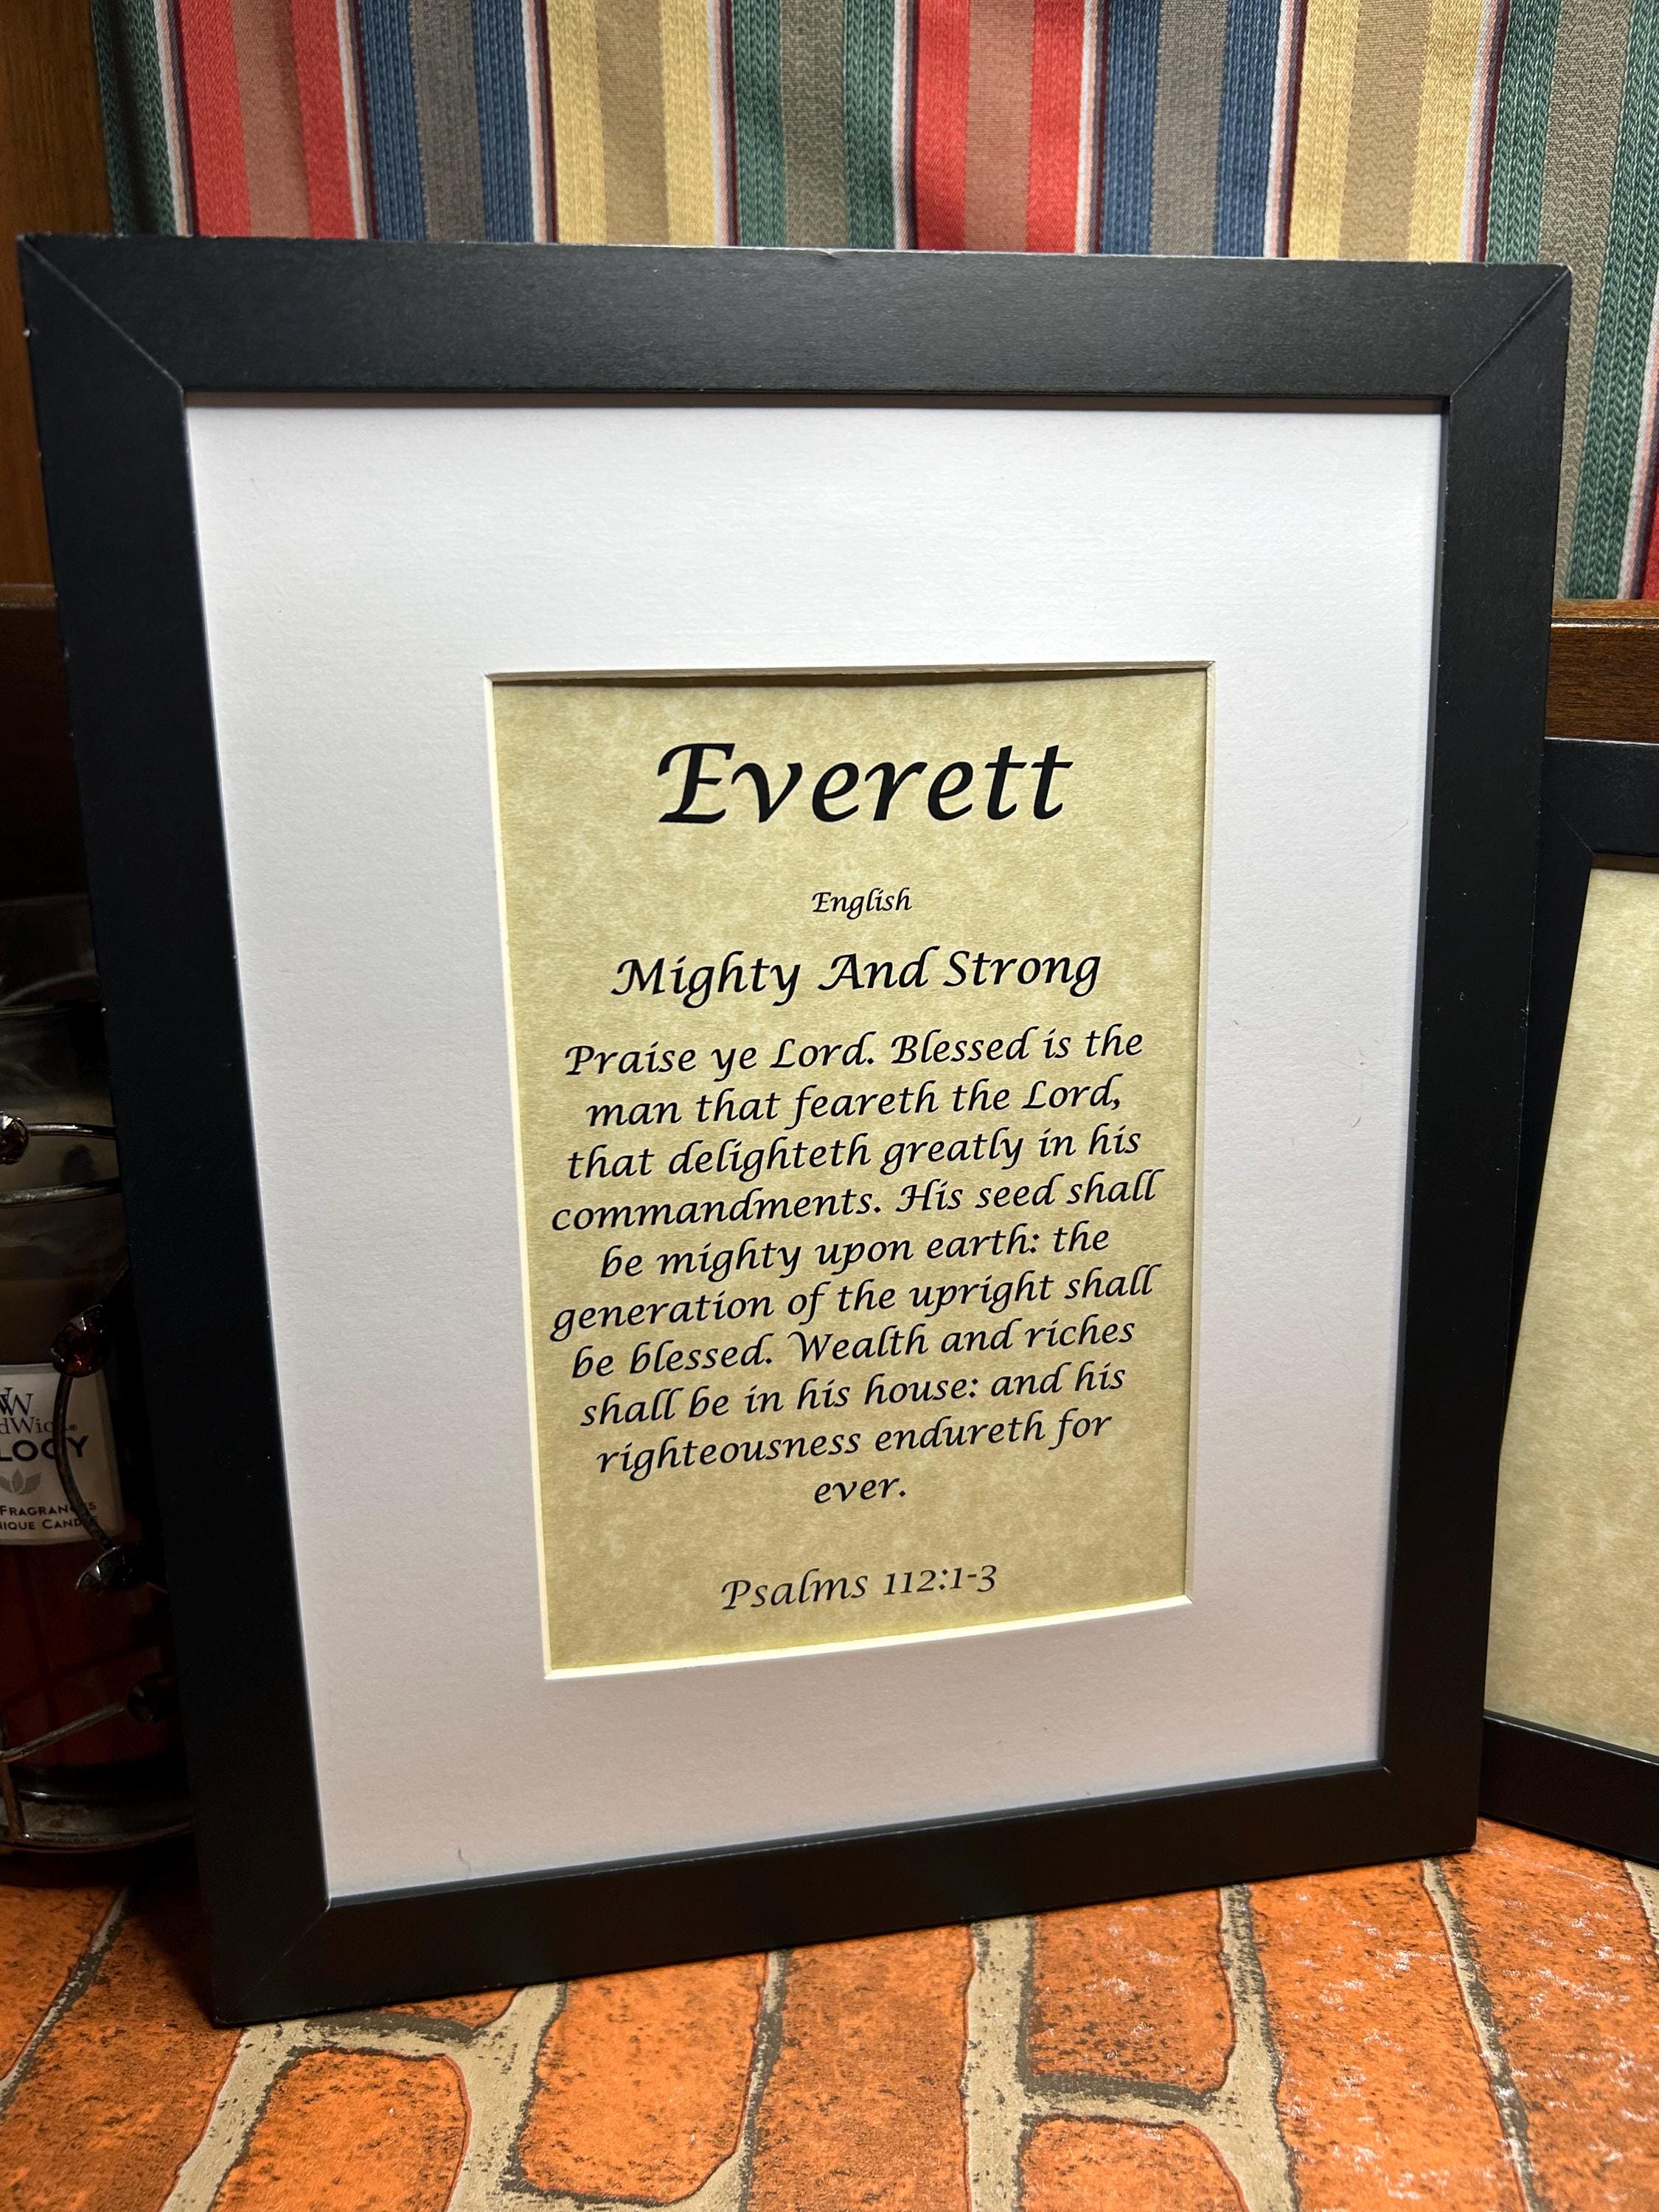 Everett
English
Mighty And Strong
Praise ye Lord. Blessed is the
man that feareth the Lord,
that delighteth greatly in his
commandments. His seed shall
be mighty upon earth: the
generation of the upright shall
be blessed. Wealth and riches
shall be in his house: and his
righteousness endureth for
ever.
Psalms 112:1-3